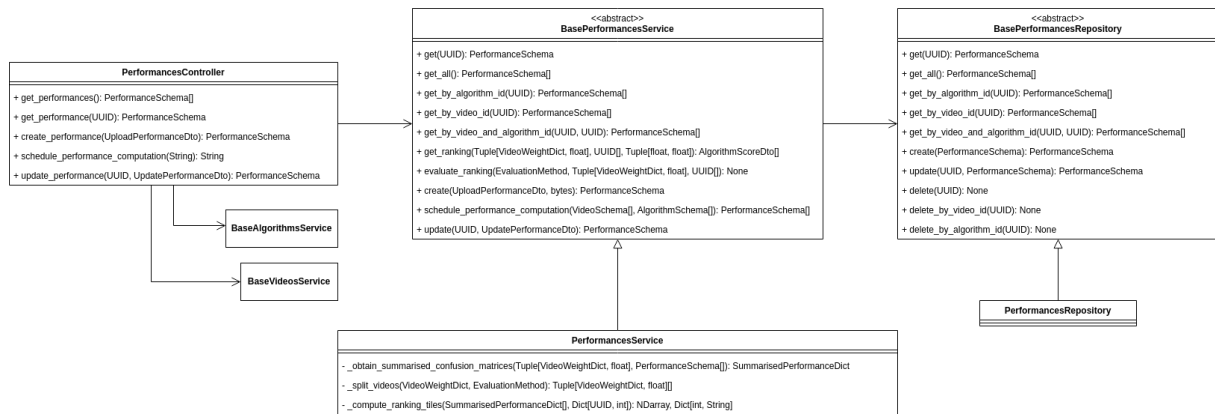 PerformancesController
+ get_performances(): PerformanceSchema[]
+ get_performance(UUID): PerformanceSchema
+ create_performance(UploadPerformanceDto): PerformanceSchema
+ schedule_performance_computation(String): String
+ update_performance(UUID, UpdatePerformanceDto): PerformanceSchema
BaseAlgorithmsService
BaseVideosService
<<abstract>>
BasePerformancesService
+ get(UUID): PerformanceSchema
+ get_all(): PerformanceSchema[]
+ get_by_algorithm_id(UUID): PerformanceSchema[]
+ get_by_video_id(UUID): PerformanceSchema[]
+ get_by_video_and_algorithm_id(UUID, UUID): PerformanceSchema[]
+ get_ranking(Tuple[VideoWeightDict, float], UUID[], Tuple[float, float]): AlgorithmScoreDto[]
+ evaluate_ranking(EvaluationMethod, Tuple[VideoWeightDict, float], UUID[]): None
+ create(UploadPerformanceDto, bytes): PerformanceSchema
+ schedule_performance_computation(VideoSchema[], AlgorithmSchema[]): PerformanceSchema[]
+ update(UUID, UpdatePerformanceDto): PerformanceSchema
PerformancesService
- _obtain_summarised_confusion_matrices(Tuple[VideoWeightDict, float], PerformanceSchema[]): SummarisedPerformanceDict
- _split_videos(VideoWeightDict, EvaluationMethod): Tuple[VideoWeightDict, float][]
- _compute_ranking_tiles(SummarisedPerformanceDict[], Dict[UUID, int]): NDarray, Dict[int, String]
<<abstract>>
BasePerformancesRepository
+ get(UUID): PerformanceSchema
+ get_all(): PerformanceSchema[]
+ get_by_algorithm_id(UUID): PerformanceSchema[]
+ get_by_video_id(UUID): PerformanceSchema[]
+ get_by_video_and_algorithm_id(UUID, UUID): PerformanceSchema[]
+ create(PerformanceSchema): PerformanceSchema
+ update(UUID, PerformanceSchema): PerformanceSchema
+ delete(UUID): None
+ delete_by_video_id(UUID): None
+ delete_by_algorithm_id(UUID): None
PerformancesRepository